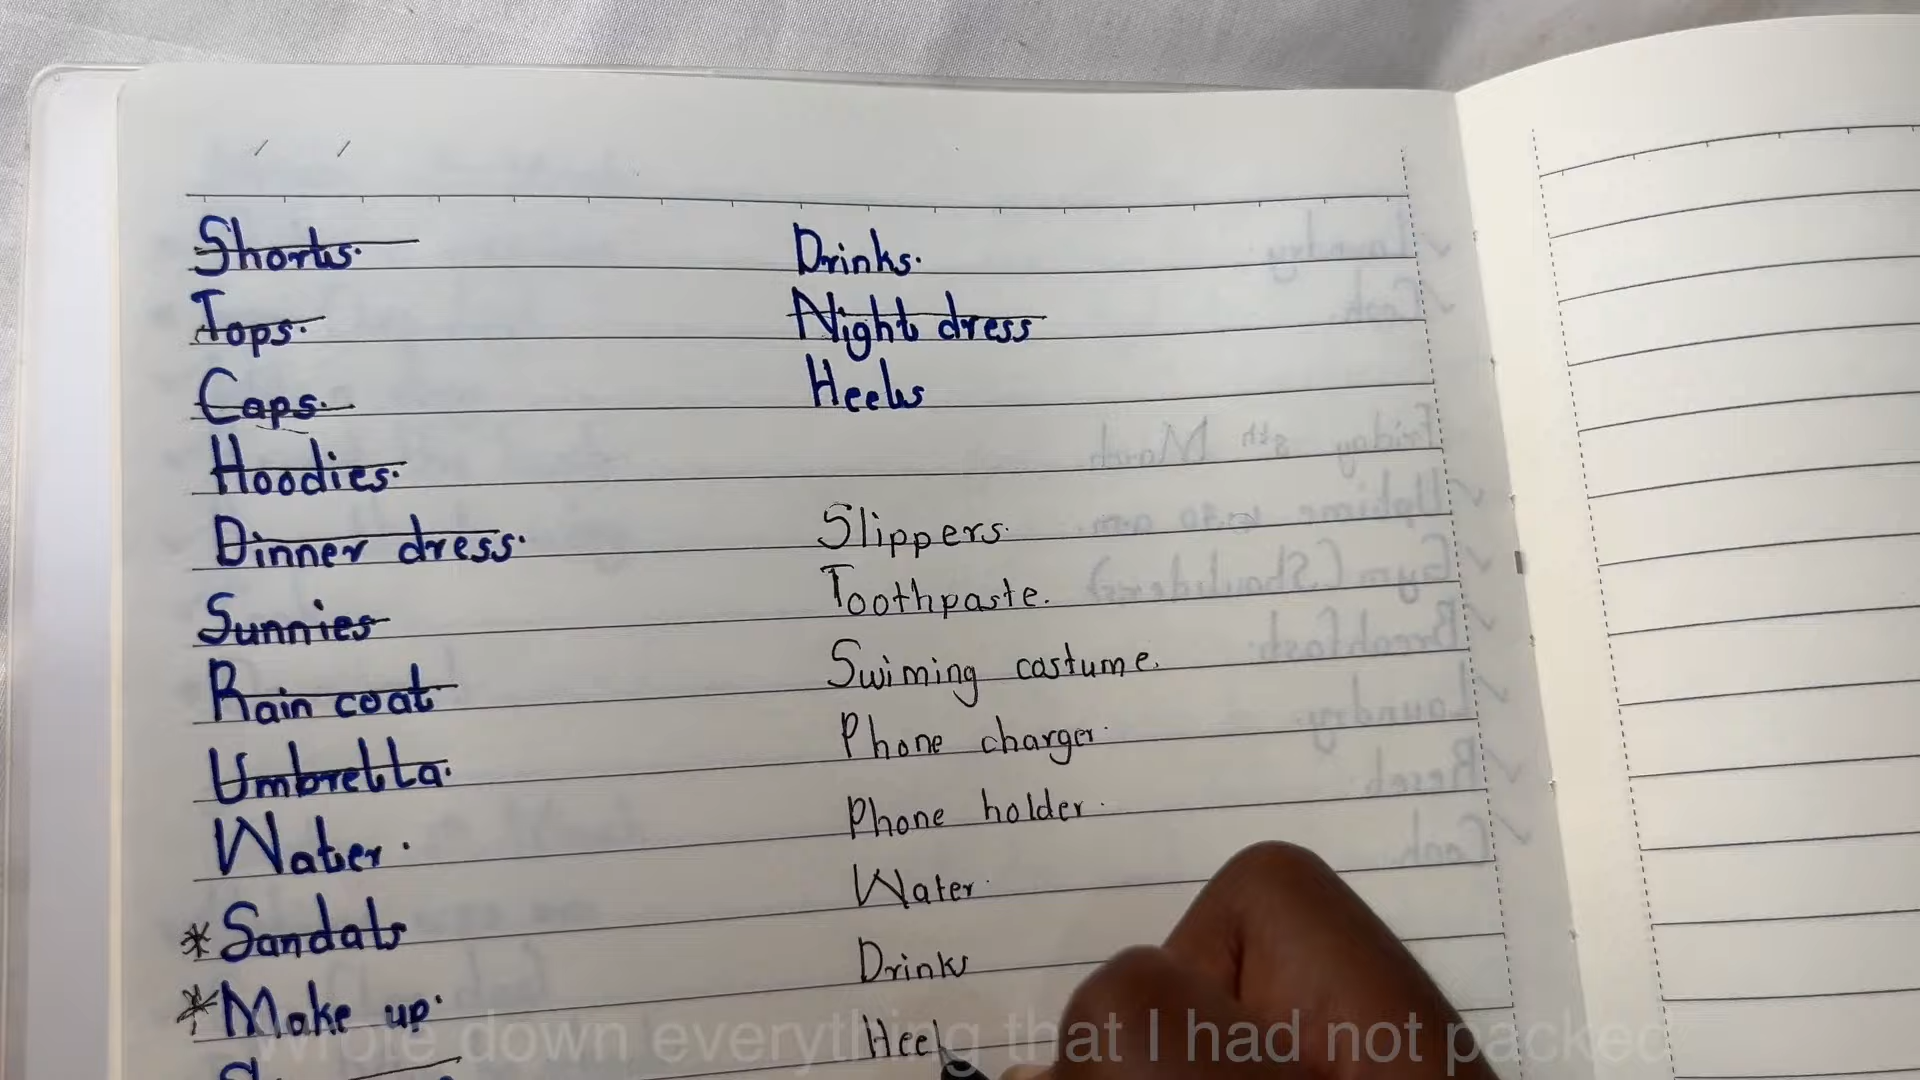 Shorts.
Tops.
Caps.
Hoodies.
Dinner dress.
Sunnies
Rain coat
Umbrella.
Water.
*Sandals
*Make up.
Drinks.
Night dress
Heels
Slippers.
Toothpaste.
Swiming costume.
Phone charger.
Phone holder.
Water.
Drinks
Heel
Wrote down everything that I had not packed